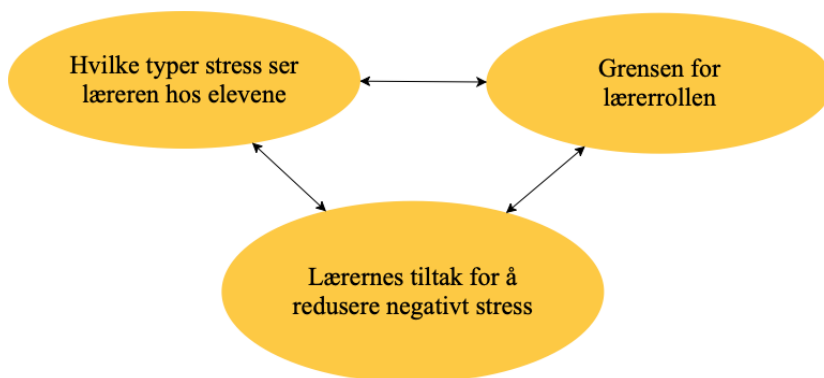 Hvilke typer stress ser
læreren hos elevene
Grensen for
lærerrollen
Lærernes tiltak for å
redusere negativt stress